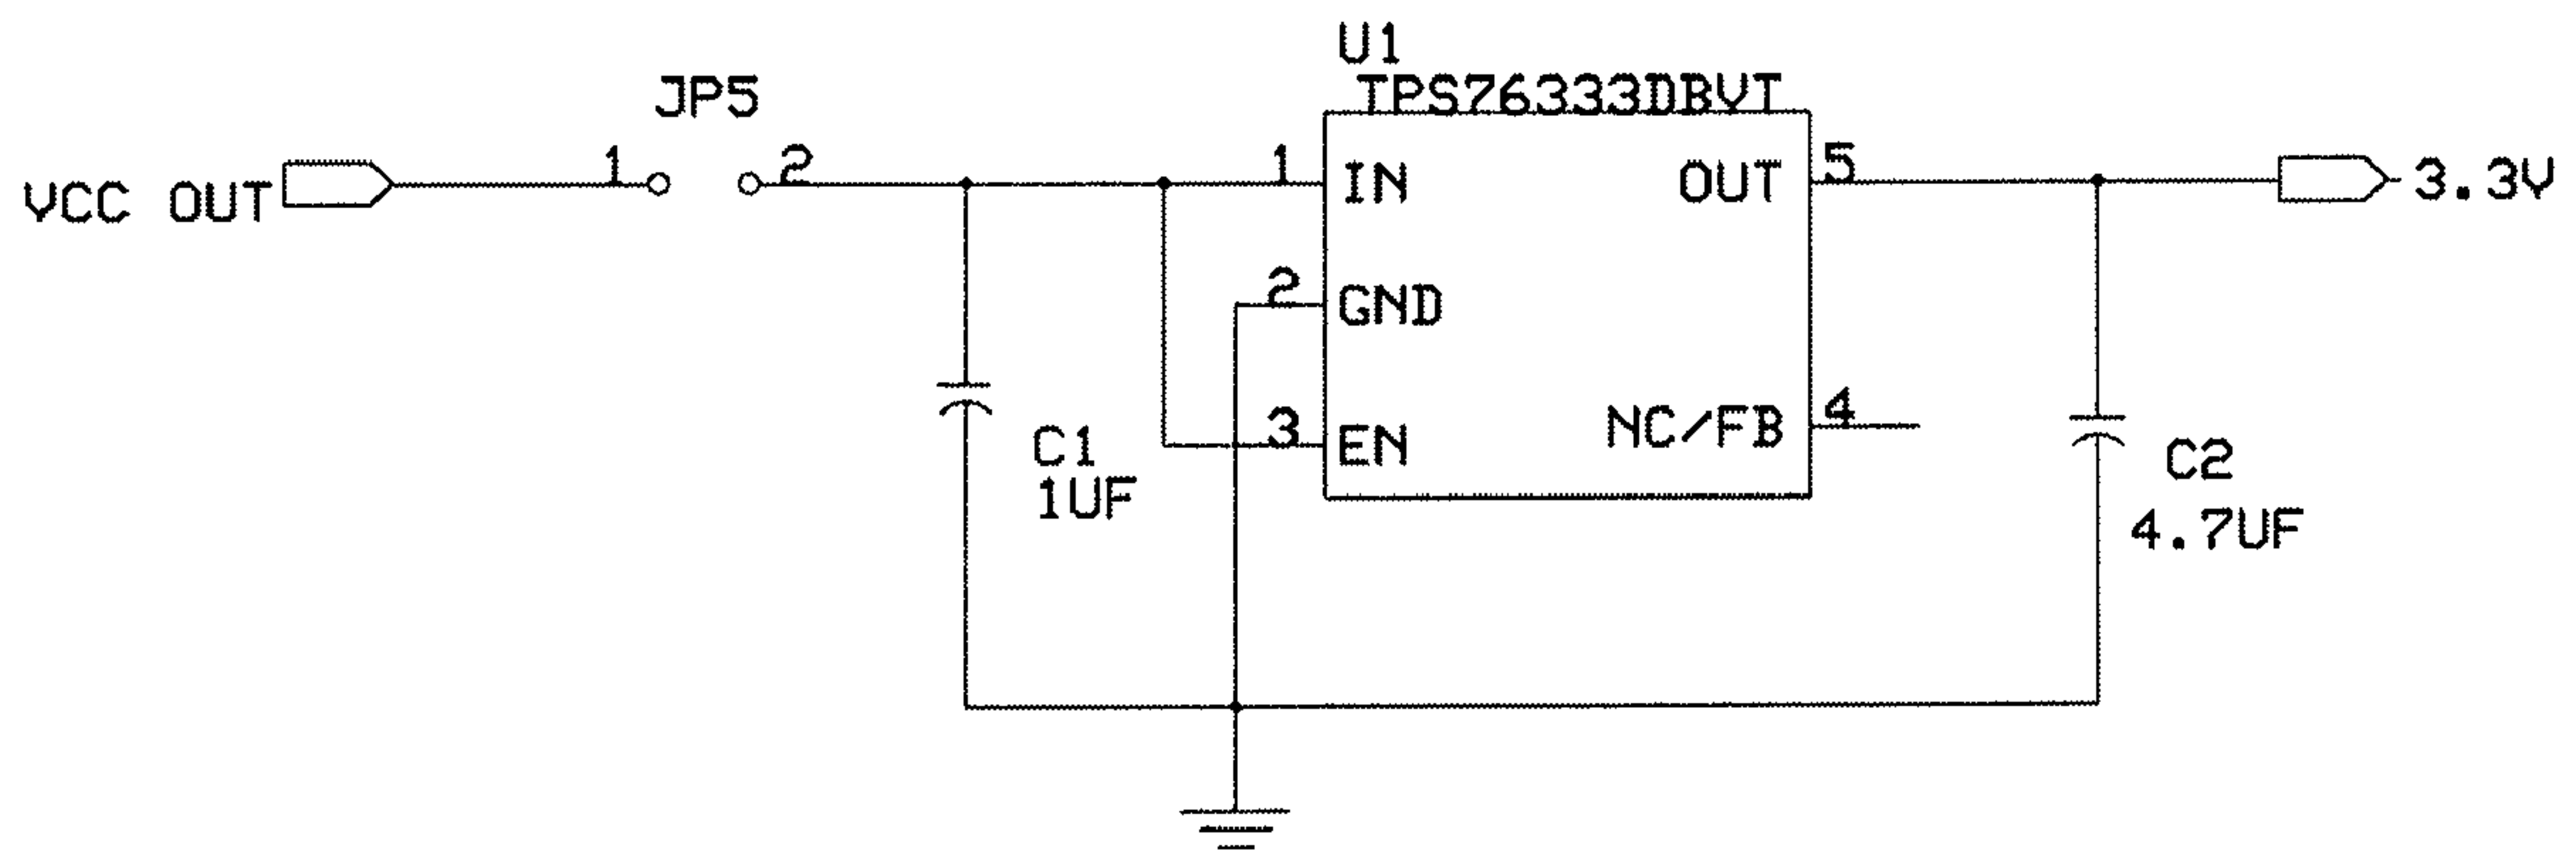 U1
TPS76333DBVT
JP5
VCC OUT
1
2
1
IN
OUT
5
3.3V
2
GND
3
EN
NC/FB
4
C1
1UF
C2
4.7UF